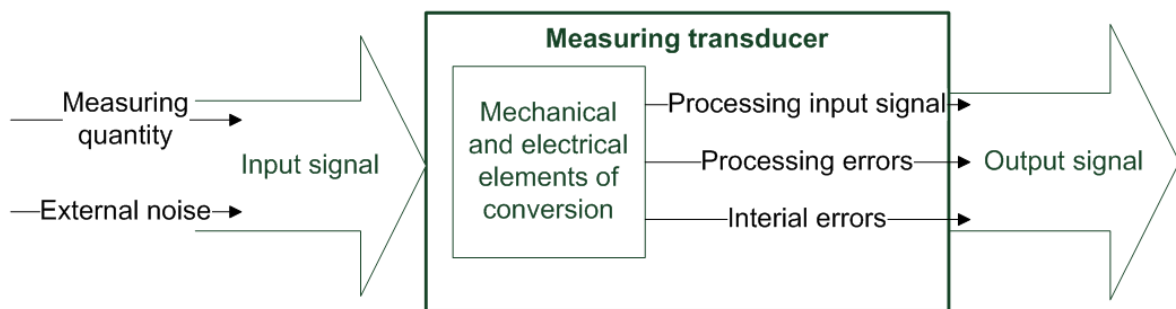 Measuring transducer
Measuring
quantity
External noise
Input signal
Mechanical
and electrical
elements of
conversion
Processing input signal
Processing errors
Interial errors
Output signal